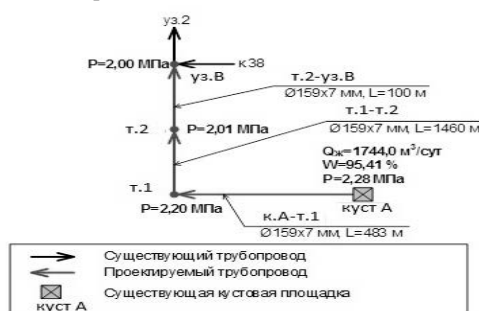 уз.2
P=2,00 МПа
к38
уз.В
т.2-уз.В
Ø159x7 мм, L=100 м
т.1-т.2
т.2
P=2,01 МПа
Ø159x7 мм, L=1460 м
Qж=1744,0 м³/сут
W=95,41 %
P=2,28 МПа
т.1
P=2,20 МПа
куст А
к.А-т.1
Ø159x7 мм, L=483 м
Существующий трубопровод
Проектируемый трубопровод
Существующая кустовая площадка
куст А